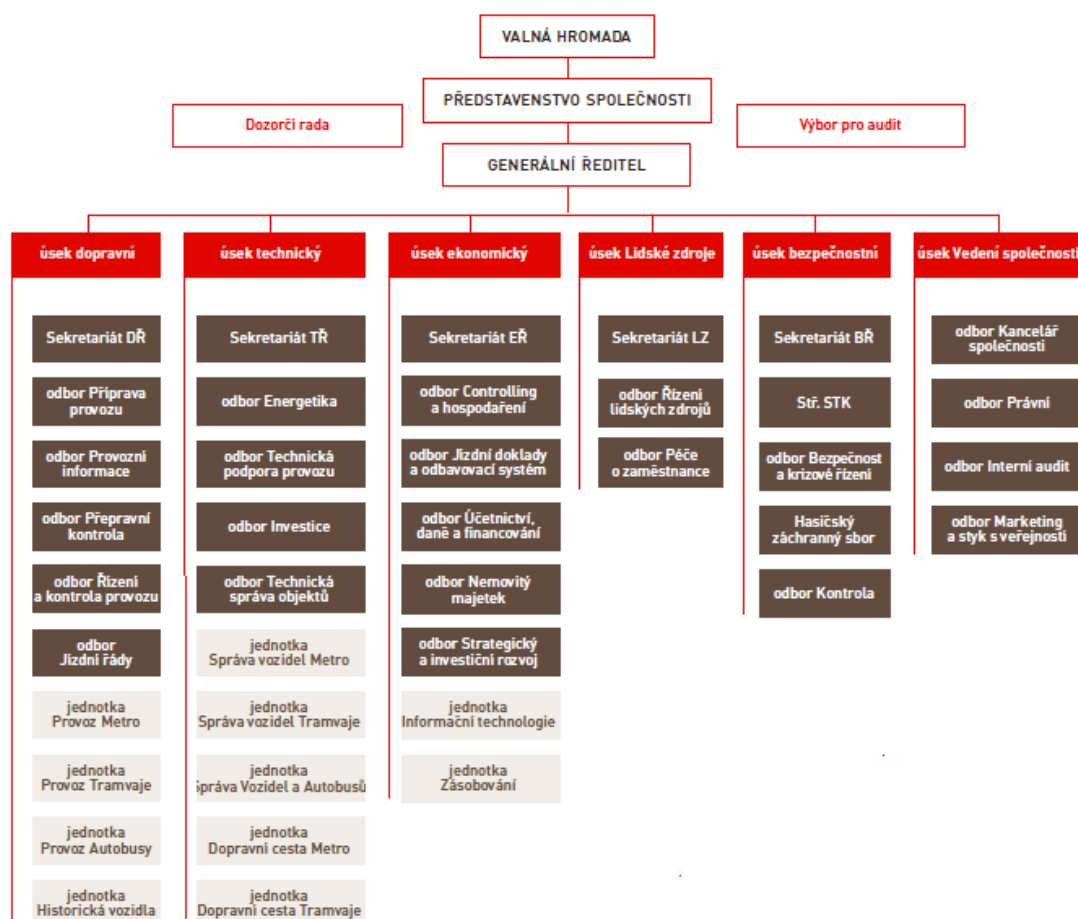 VALNÁ HROMADA
PŘEDSTAVENSTVO SPOLEČNOSTI
Dozorčí rada
Výbor pro audit
GENERÁLNÍ ŘEDITEL
úsek dopravní
úsek technický
úsek ekonomický
úsek Lidské zdroje
úsek bezpečnostní
úsek Vedení společnosti
Sekretariát DŘ
odbor Příprava
provozu
odbor Provozní
informace
odbor Přepravní
kontrola
odbor Řízení
a kontrola provozu
odbor
Jízdní řády
jednotka
Provoz Metro
jednotka
Provoz Tramvaje
jednotka
Provoz Autobusy
jednotka
Historická vozidla
Sekretariát TŘ
odbor Energetika
odbor Technická
podpora provozu
odbor Investice
odbor Technická
správa objektů
jednotka
Správa vozidel Metro
jednotka
Správa vozidel Tramvaje
jednotka
Správa Vozidel a Autobusů
jednotka
Dopravní cesta Metro
jednotka
Dopravní cesta Tramvaje
Sekretariát EŘ
odbor Controlling
a hospodaření
odbor Jízdní doklady
a odbavovací systém
odbor Účetnictví,
daně a financování
odbor Nemovitý
majetek
odbor Strategický
a investiční rozvoj
jednotka
Informační technologie
jednotka
Zásobování
Sekretariát LZ
odbor Řízení
lidských zdrojů
odbor Péče
o zaměstnance
Sekretariát BŘ
Stř. STK
odbor Bezpečnost
a krizové řízení
Hasičský
záchranný sbor
odbor Kontrola
odbor Kancelář
společnosti
odbor Právní
odbor Interní audit
odbor Marketing
a styk s veřejností